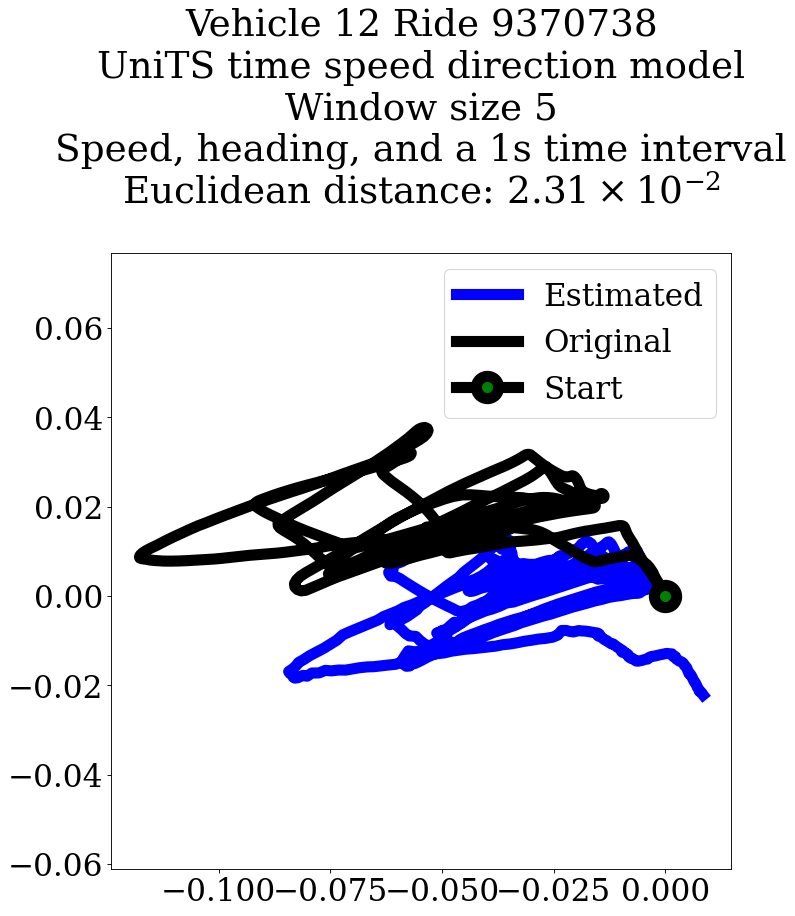 Vehicle 12 Ride 9370738
UniTS time speed direction model
Window size 5
Speed, heading, and a 1s time interval
Euclidean distance: 2.31 × 10⁻²
Estimated
Original
Start
0.06
0.04
0.02
0.00
−0.02
−0.04
−0.06
−0.100 −0.075 −0.050 −0.025 0.000